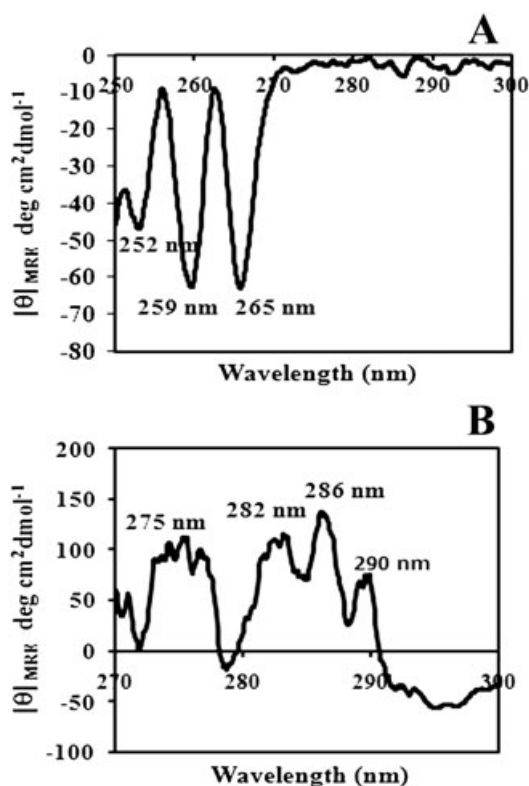 A
0
250 260 270 280 290 300
-10
-20
-30
-40
-50
-60
-70
-80
252 nm
259 nm 265 nm
|θ| MRE deg cm2dmol-1
Wavelength (nm)
B
200
150
100
50
0
-50
-100
275 nm 282 nm 286 nm
290 nm
270 280 290 300
|θ| MRE deg cm2dmol-1
Wavelength (nm)